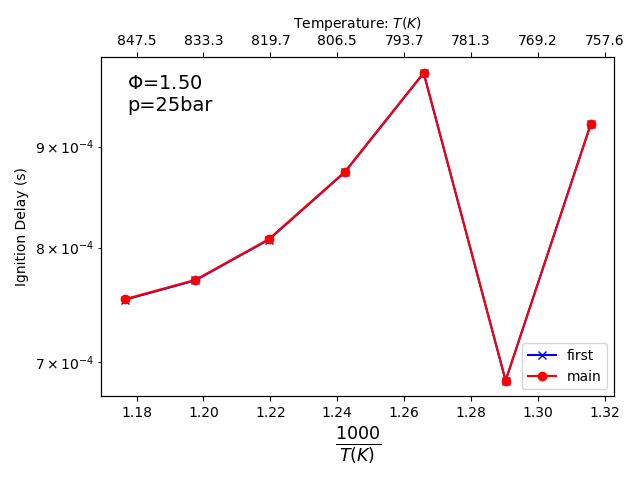 Temperature: T(K)
847.5 833.3 819.7 806.5 793.7 781.3 769.2 757.6
Φ=1.50
p=25bar
9 × 10⁻⁴
8 × 10⁻⁴
7 × 10⁻⁴
Ignition Delay (s)
first
main
1.18 1.20 1.22 1.24 1.26 1.28 1.30 1.32
1000
T(K)